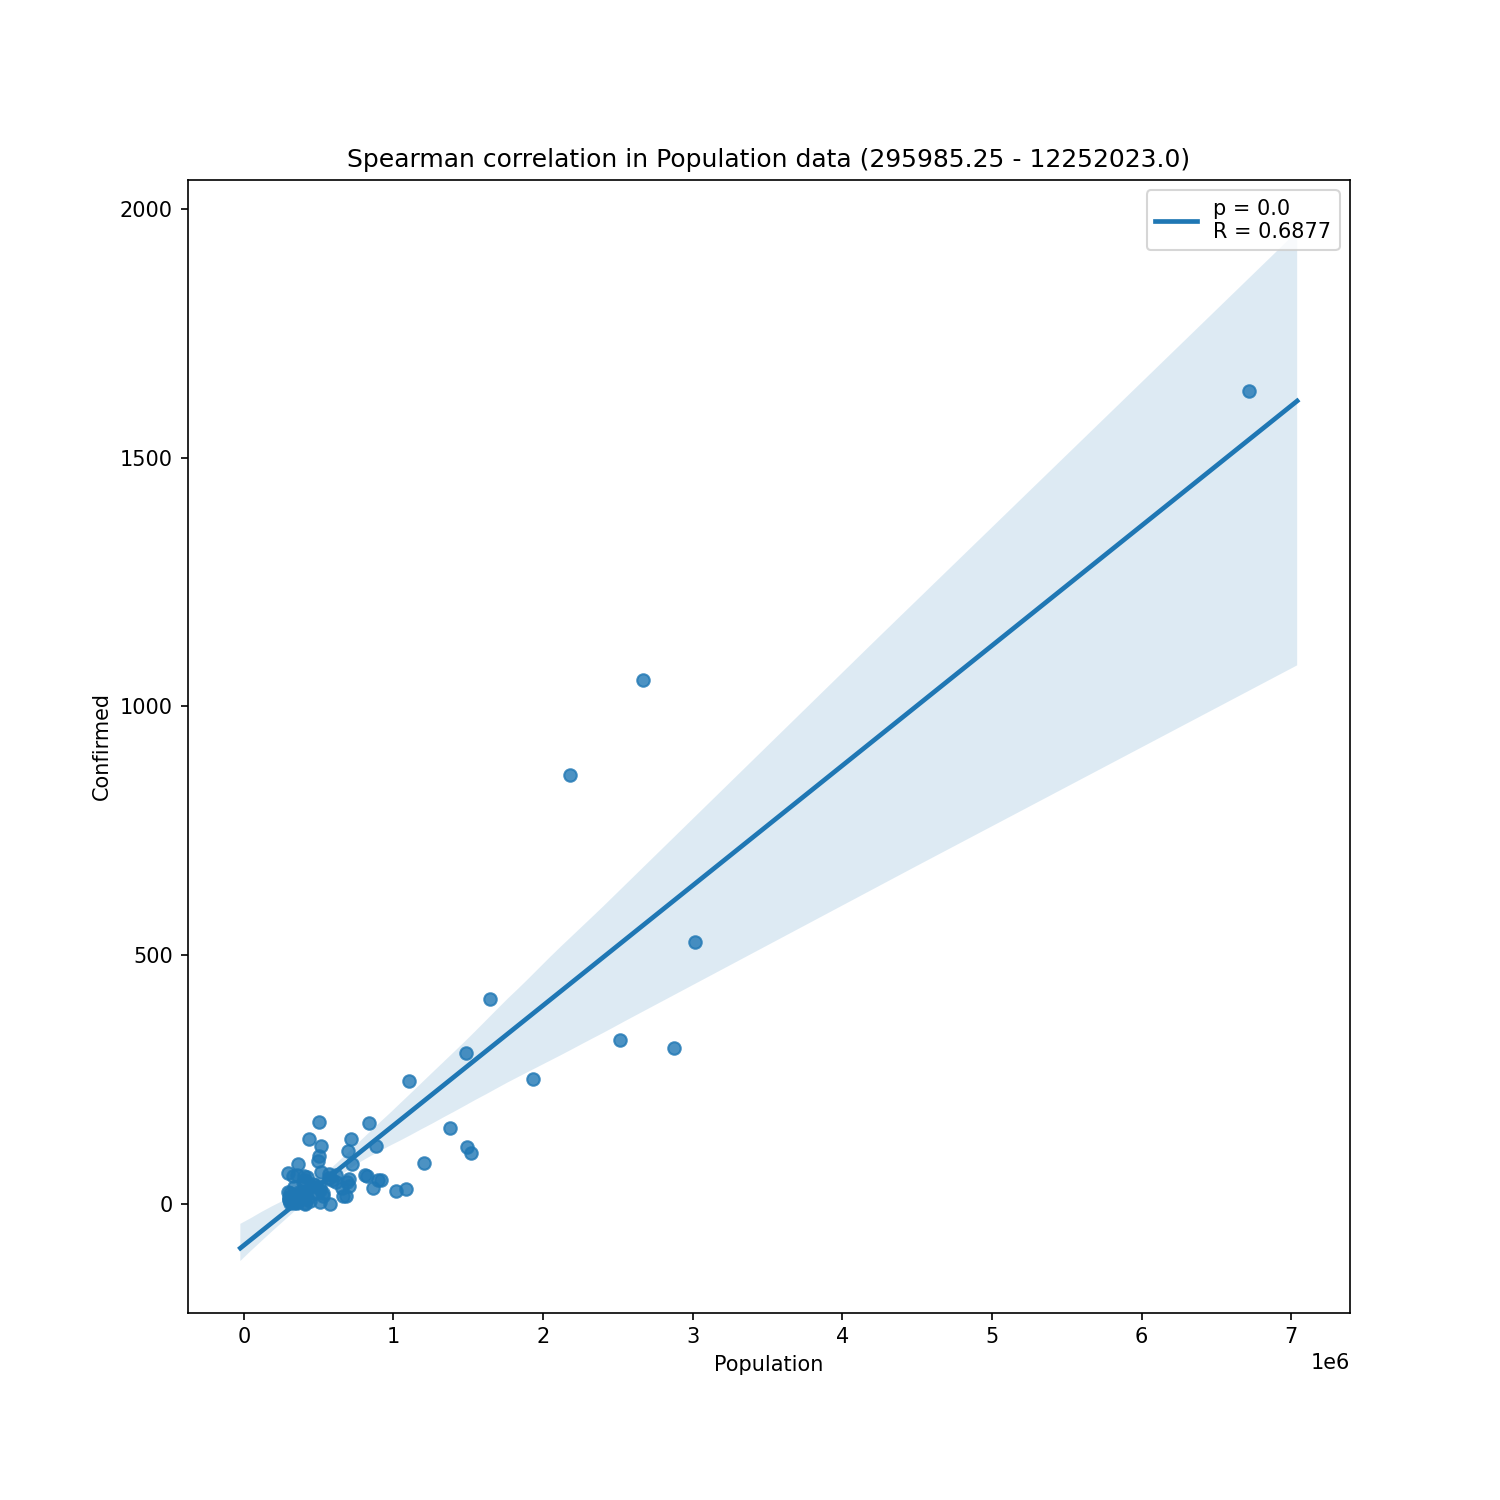 Spearman correlation in Population data (295985.25 - 12252023.0)
p = 0.0
R = 0.6877
2000
1500
1000
500
0
Confirmed
0 1 2 3 4 5 6 7
1e6
Population